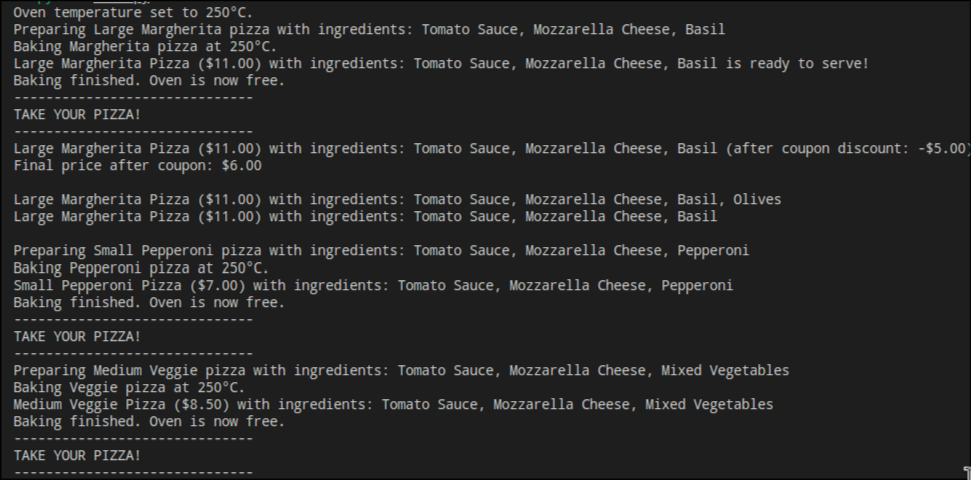 Oven temperature set to 250°C.
Preparing Large Margherita pizza with ingredients: Tomato Sauce, Mozzarella Cheese, Basil
Baking Margherita pizza at 250°C.
Large Margherita Pizza ($11.00) with ingredients: Tomato Sauce, Mozzarella Cheese, Basil is ready to serve!
Baking finished. Oven is now free.
------------------------------
TAKE YOUR PIZZA!
------------------------------
Large Margherita Pizza ($11.00) with ingredients: Tomato Sauce, Mozzarella Cheese, Basil (after coupon discount: -$5.00)
Final price after coupon: $6.00

Large Margherita Pizza ($11.00) with ingredients: Tomato Sauce, Mozzarella Cheese, Basil, Olives
Large Margherita Pizza ($11.00) with ingredients: Tomato Sauce, Mozzarella Cheese, Basil

Preparing Small Pepperoni pizza with ingredients: Tomato Sauce, Mozzarella Cheese, Pepperoni
Baking Pepperoni pizza at 250°C.
Small Pepperoni Pizza ($7.00) with ingredients: Tomato Sauce, Mozzarella Cheese, Pepperoni
Baking finished. Oven is now free.
------------------------------
TAKE YOUR PIZZA!
------------------------------
Preparing Medium Veggie pizza with ingredients: Tomato Sauce, Mozzarella Cheese, Mixed Vegetables
Baking Veggie pizza at 250°C.
Medium Veggie Pizza ($8.50) with ingredients: Tomato Sauce, Mozzarella Cheese, Mixed Vegetables
Baking finished. Oven is now free.
------------------------------
TAKE YOUR PIZZA!
------------------------------